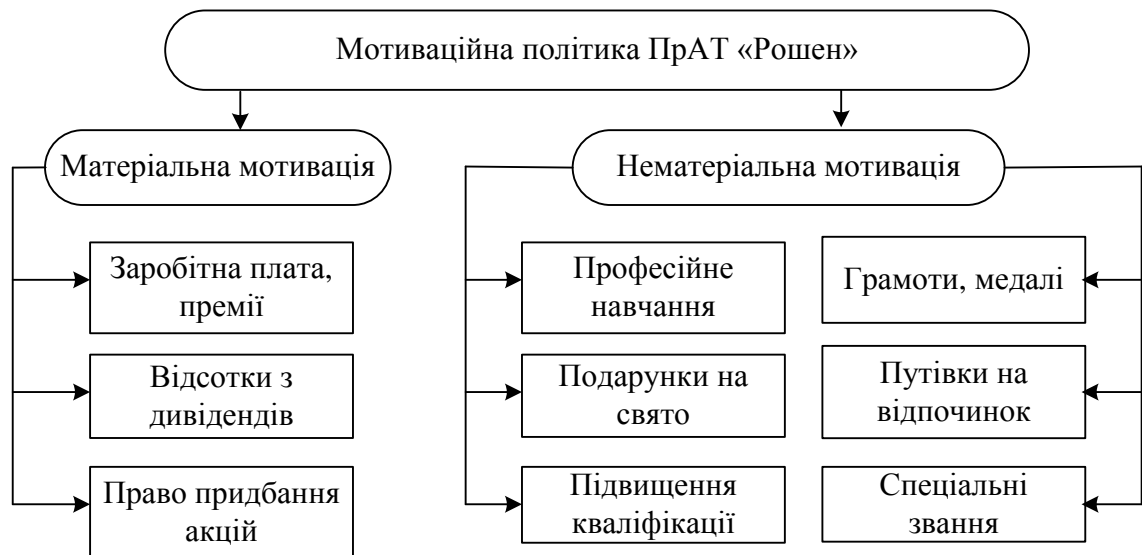 Мотиваційна політика ПрАТ «Рошен»
Матеріальна мотивація
Заробітна плата,
премії
Відсотки з
дивідендів
Право придбання
акцій
Нематеріальна мотивація
Професійне
навчання
Подарунки на
свято
Підвищення
кваліфікації
Грамоти, медалі
Путівки на
відпочинок
Спеціальні
звання